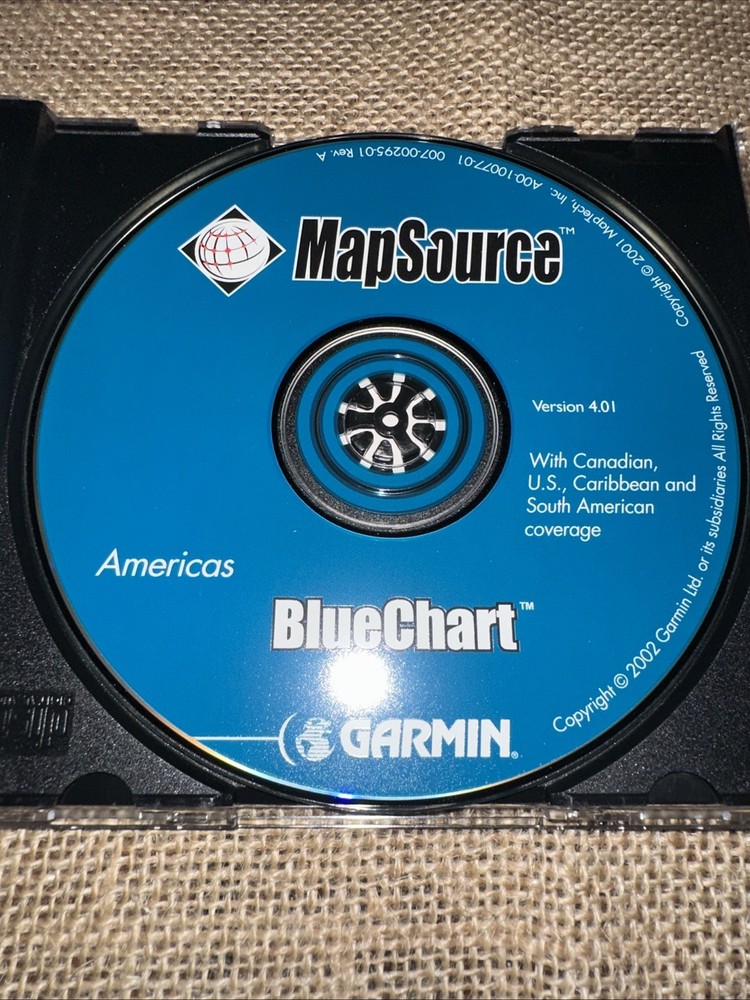 MapSource™
Version 4.01
With Canadian,
U.S., Caribbean and
South American
coverage
Americas
BlueChart™
GARMIN®
Copyright © 2002 Garmin Ltd. or its subsidiaries All Rights Reserved
Copyright © 2001 MapTech, Inc. A00-10077-01 007-00295-01 Rev. A